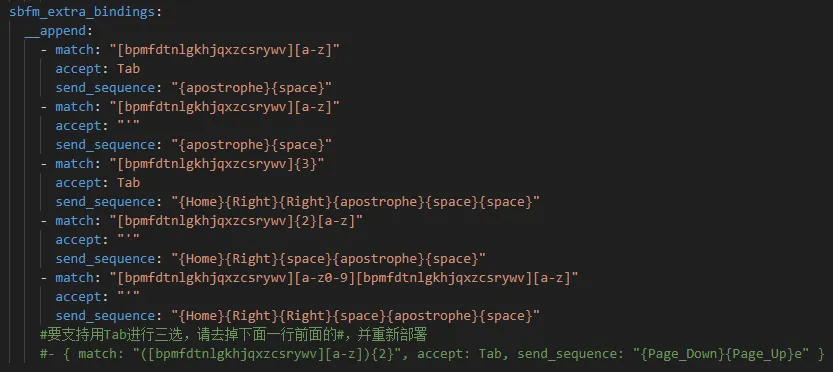 sbfm_extra_bindings:
  __append:
    - match: "[bpmfdtnlgkhjqxzcsrywv][a-z]"
      accept: Tab
      send_sequence: "{apostrophe}{space}"
    - match: "[bpmfdtnlgkhjqxzcsrywv][a-z]"
      accept: "'"
      send_sequence: "{apostrophe}{space}"
    - match: "[bpmfdtnlgkhjqxzcsrywv]{3}"
      accept: Tab
      send_sequence: "{Home}{Right}{Right}{apostrophe}{space}{space}"
    - match: "[bpmfdtnlgkhjqxzcsrywv]{2}[a-z]"
      accept: "'"
      send_sequence: "{Home}{Right}{space}{apostrophe}{space}"
    - match: "[bpmfdtnlgkhjqxzcsrywv][a-z0-9][bpmfdtnlgkhjqxzcsrywv][a-z]"
      accept: "'"
      send_sequence: "{Home}{Right}{Right}{space}{apostrophe}{space}"
    #要支持用Tab进行三选，请去掉下面一行前面的#，并重新部署
    #- { match: "([bpmfdtnlgkhjqxzcsrywv][a-z]){2}", accept: Tab, send_sequence: "{Page_Down}{Page_Up}e" }